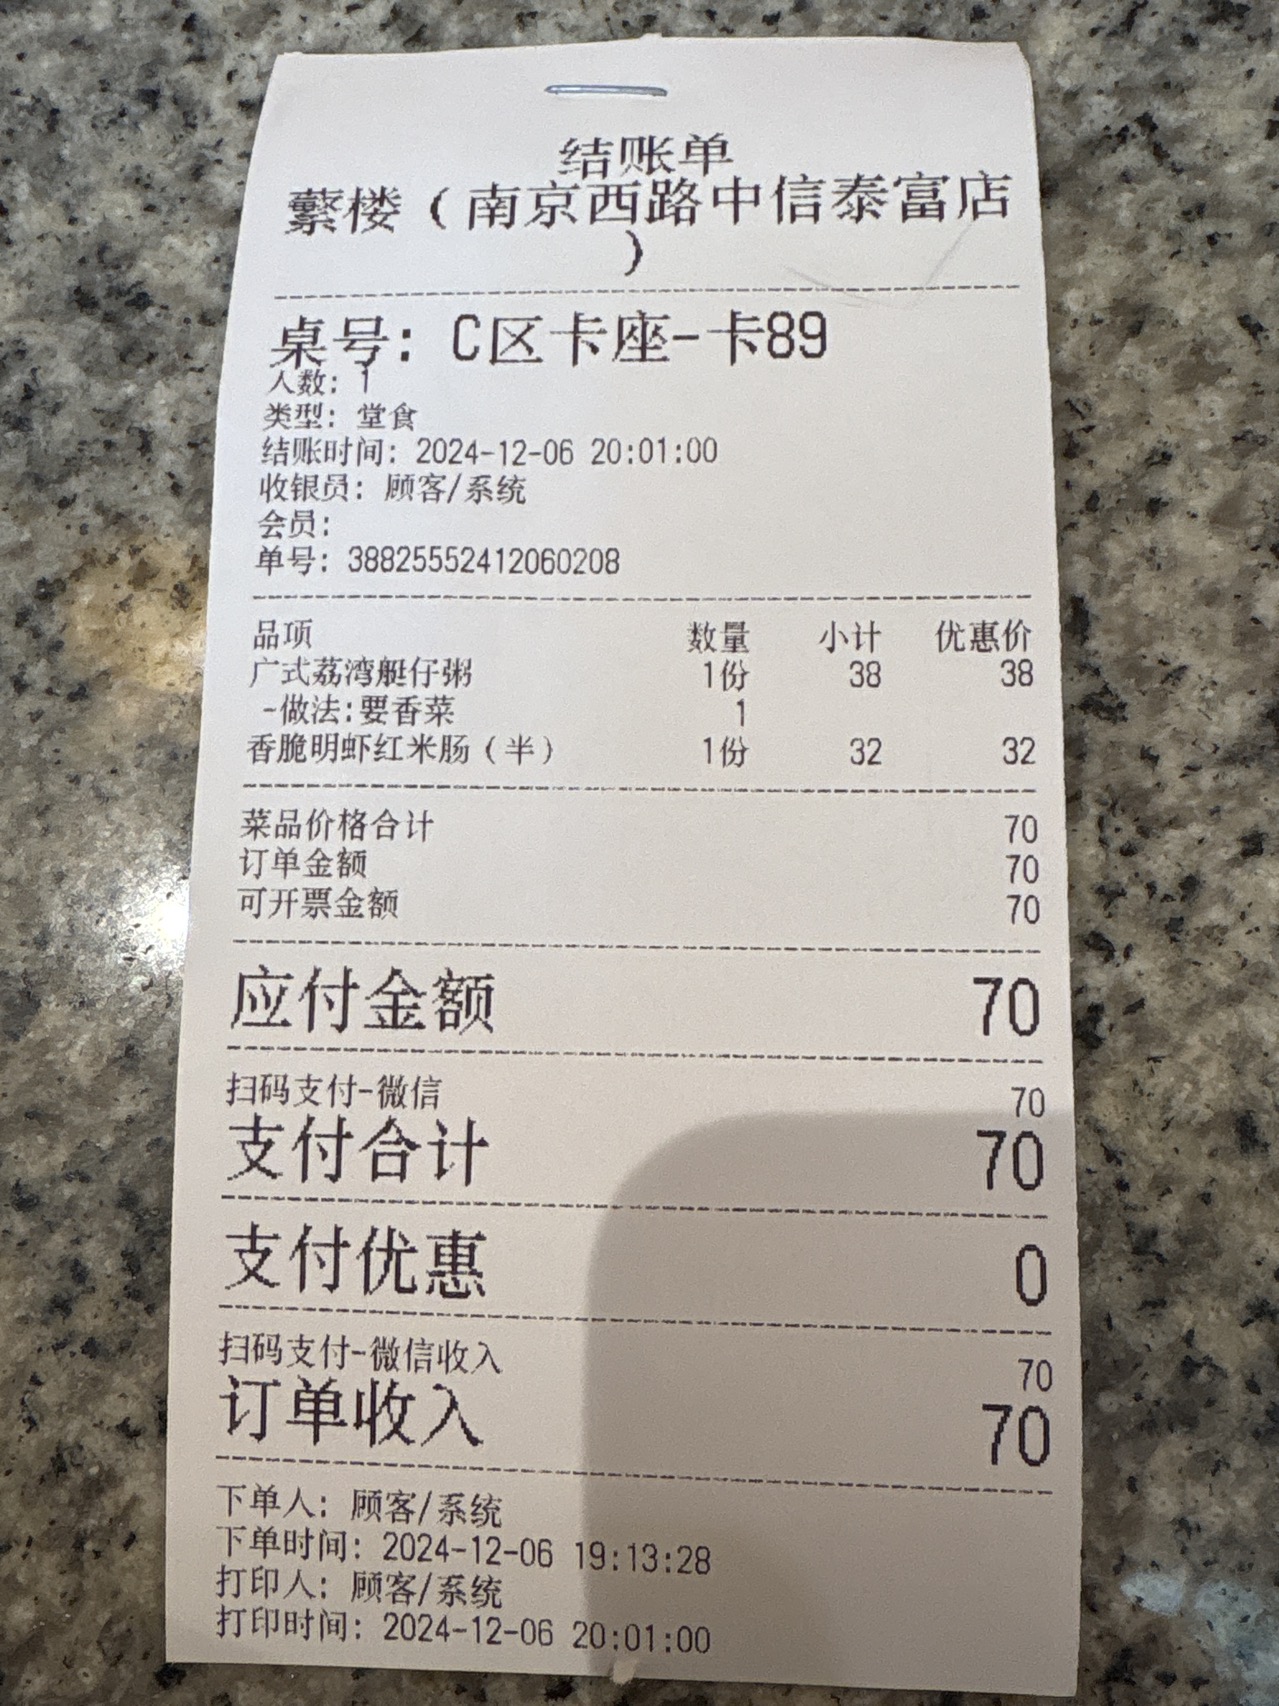 结账单
蘩楼（南京西路中信泰富店
）
桌号：C区卡座-卡89
人数：1
类型：堂食
结账时间：2024-12-06 20:01:00
收银员：顾客/系统
会员：
单号：38825552412060208
品项 数量 小计 优惠价
广式荔湾艇仔粥 1份 38 38
-做法:要香菜 1
香脆明虾红米肠（半） 1份 32 32
菜品价格合计 70
订单金额 70
可开票金额 70
应付金额 70
扫码支付-微信 70
支付合计 70
支付优惠 0
扫码支付-微信收入 70
订单收入 70
下单人：顾客/系统
下单时间：2024-12-06 19:13:28
打印人：顾客/系统
打印时间：2024-12-06 20:01:00